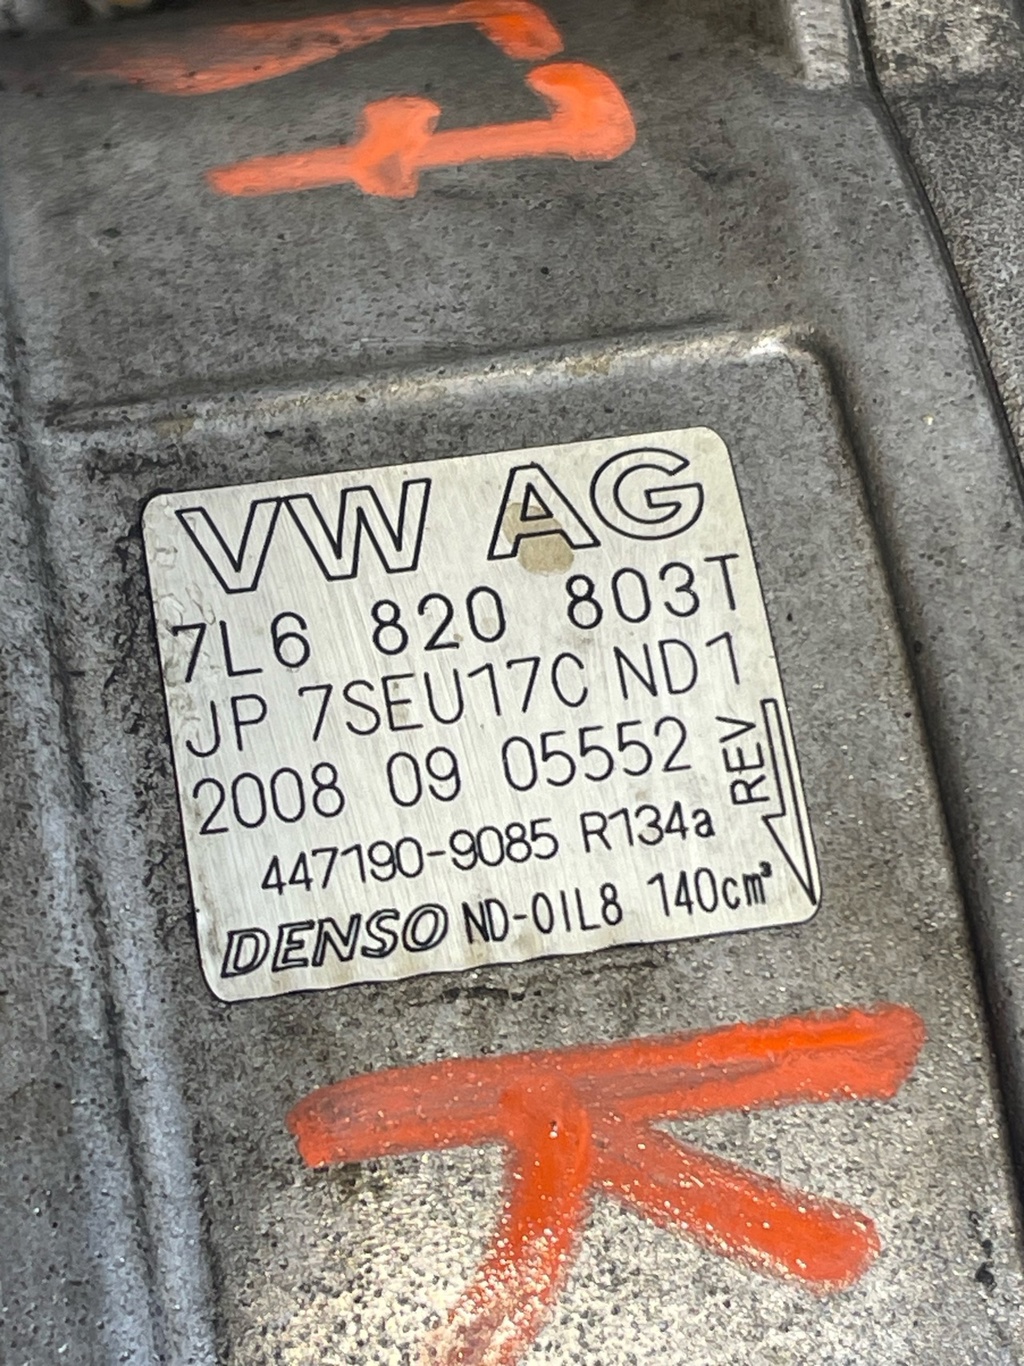 VW AG
7L6 820 803T
JP 7SEU17C ND1
2008 09 05552
REV
447190-9085 R134a
DENSO ND-OIL8 140cm³
K